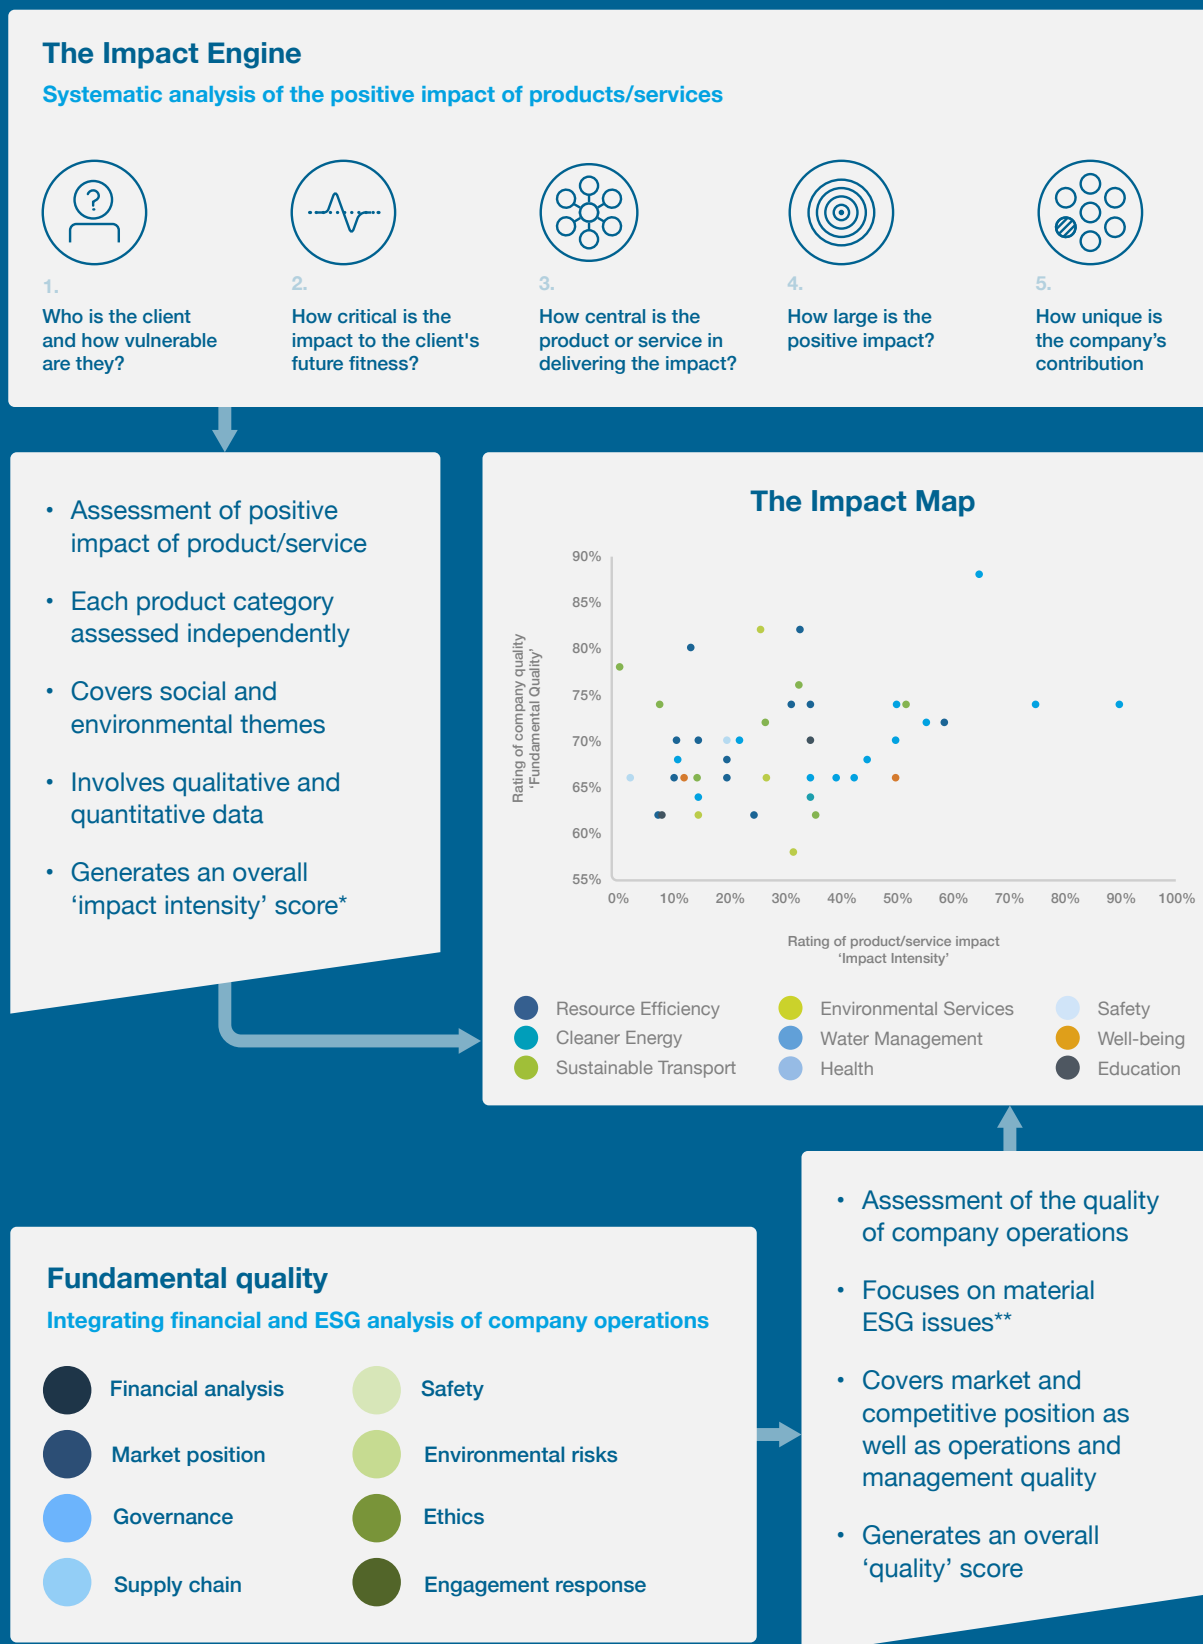 The Impact Engine
Systematic analysis of the positive impact of products/services
?
1.
Who is the client
and how vulnerable
are they?
2.
How critical is the
impact to the client's
future fitness?
3.
How central is the
product or service in
delivering the impact?
4.
How large is the
positive impact?
5.
How unique is
the company’s
contribution
• Assessment of positive
impact of product/service
• Each product category
assessed independently
• Covers social and
environmental themes
• Involves qualitative and
quantitative data
• Generates an overall
‘impact intensity’ score*
The Impact Map
Rating of company quality
‘Fundamental Quality’
90%
85%
80%
75%
70%
65%
60%
55%
0% 10% 20% 30% 40% 50% 60% 70% 80% 90% 100%
Rating of product/service impact
‘Impact Intensity’
Resource Efficiency
Cleaner Energy
Sustainable Transport
Environmental Services
Water Management
Health
Safety
Well-being
Education
Fundamental quality
Integrating financial and ESG analysis of company operations
Financial analysis
Market position
Governance
Supply chain
Safety
Environmental risks
Ethics
Engagement response
• Assessment of the quality
of company operations
• Focuses on material
ESG issues**
• Covers market and
competitive position as
well as operations and
management quality
• Generates an overall
‘quality’ score